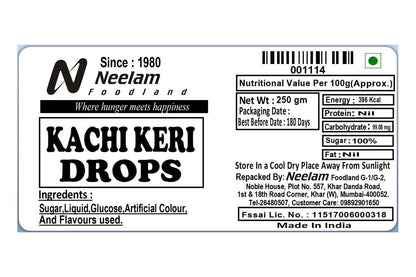 Since : 1980
Neelam
Foodland
Where hunger meets happiness
KACHI KERI
DROPS
Ingredients :
Sugar,Liquid,Glucose,Artificial Colour,
And Flavours used.
001114
Nutritional Value Per 100g(Approx.)
Net Wt : 250 gm
Packaging Date :
Best Before Date : 180 Days
Energy : 396 Kcal
Protein: Nil
Carbohydrate: 99.08 mg
Sugar: 100%
Fat : Nil
Store In a Cool Dry Place Away From Sunlight
Repacked By: Neelam Foodland G-1/G-2,
Noble House, Plot No. 557, Khar Danda Road,
1st & 18th Road Corner, Khar (W), Mumbai-400052.
Tel-26480507, Customer Care: 09892901650
Fssai Lic. No. : 11517006000318
Made In India